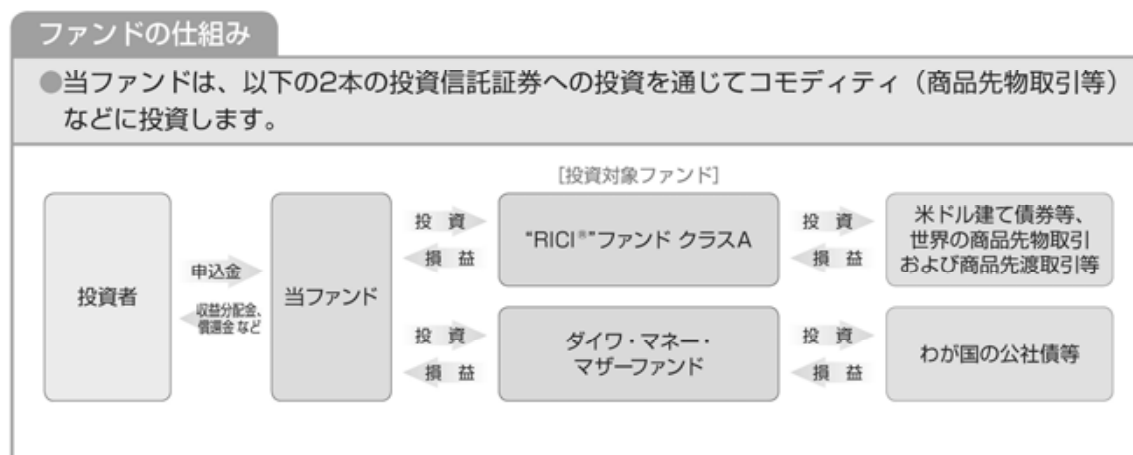 ファンドの仕組み
●当ファンドは、以下の2本の投資信託証券への投資を通じてコモディティ（商品先物取引等）
などに投資します。
[投資対象ファンド]
投資者
申込金
収益分配金、
償還金 など
当ファンド
投 資
損 益
“RICI®”ファンド クラスA
投 資
損 益
米ドル建て債券等、
世界の商品先物取引
および商品先渡取引等
投 資
損 益
ダイワ・マネー・
マザーファンド
投 資
損 益
わが国の公社債等